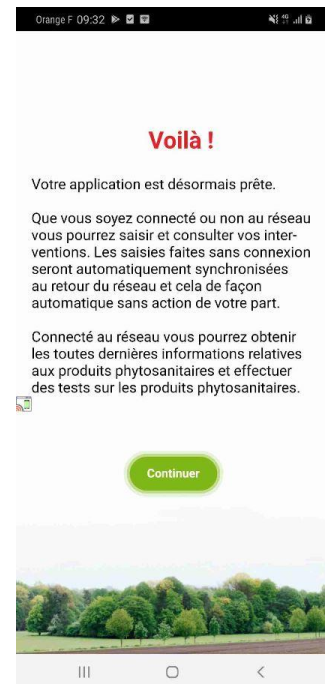 Orange F 09:32
4G
Voilà !
Votre application est désormais prête.
Que vous soyez connecté ou non au réseau
vous pourrez saisir et consulter vos inter-
ventions. Les saisies faites sans connexion
seront automatiquement synchronisées
au retour du réseau et cela de façon
automatique sans action de votre part.
Connecté au réseau vous pourrez obtenir
les toutes dernières informations relatives
aux produits phytosanitaires et effectuer
des tests sur les produits phytosanitaires.
Continuer